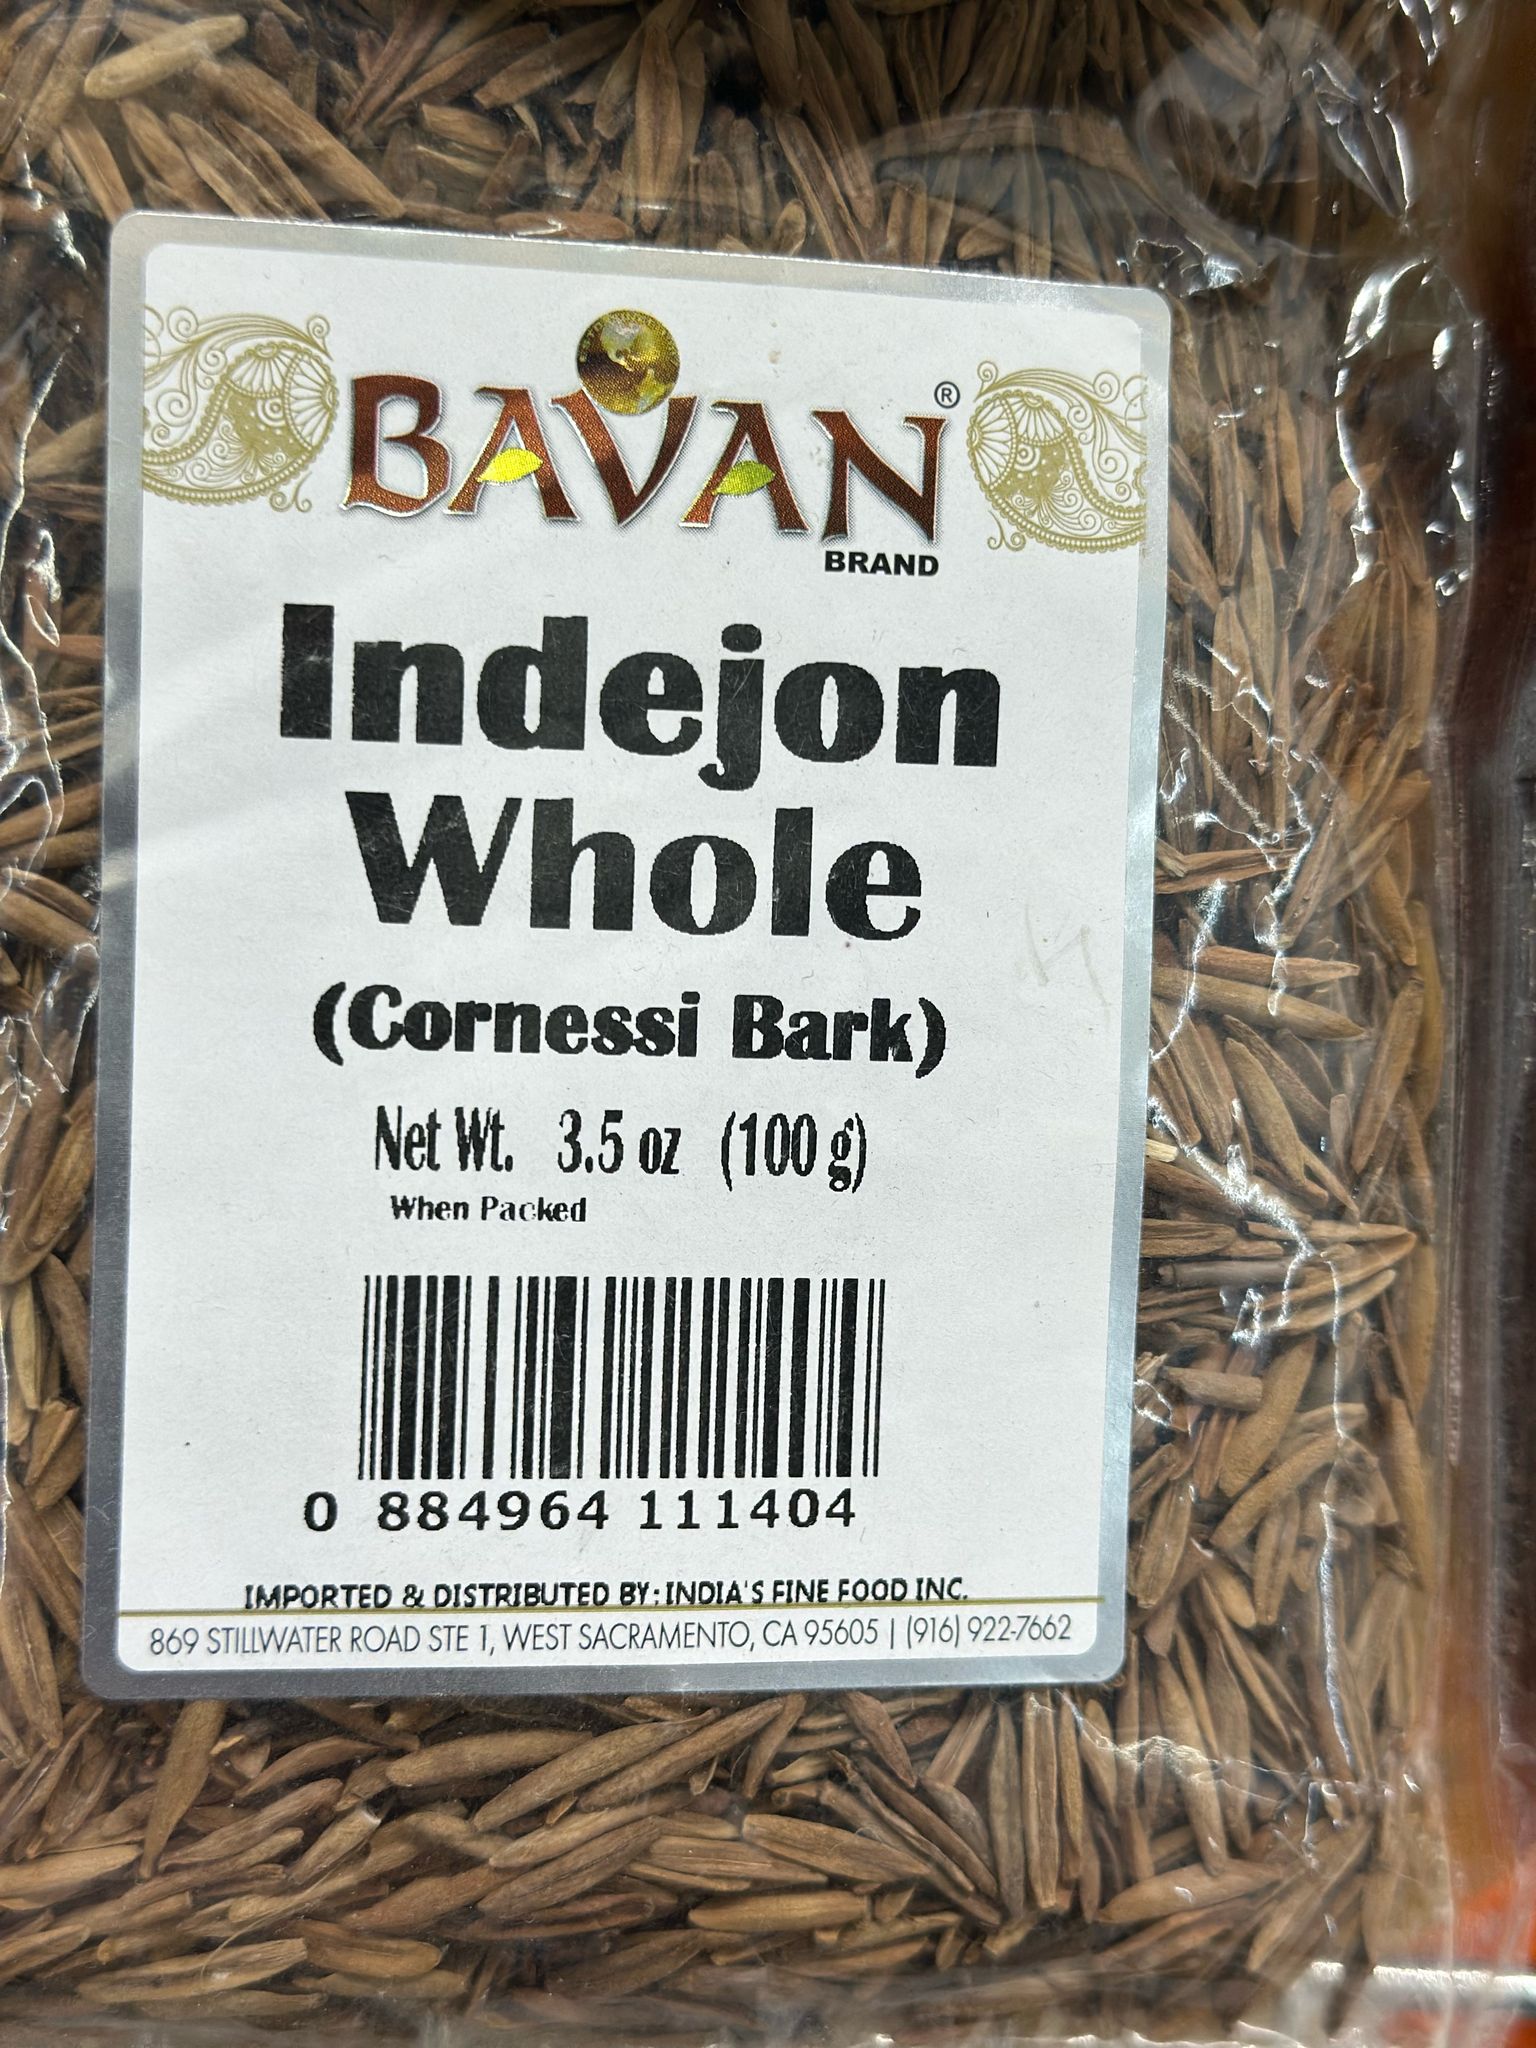 BAVAN®
BRAND
Indejon
Whole
(Cornessi Bark)
Net Wt. 3.5 oz (100 g)
When Packed
0 884964 111404
IMPORTED & DISTRIBUTED BY: INDIA'S FINE FOOD INC.
869 STILLWATER ROAD STE 1, WEST SACRAMENTO, CA 95605 | (916) 922-7662